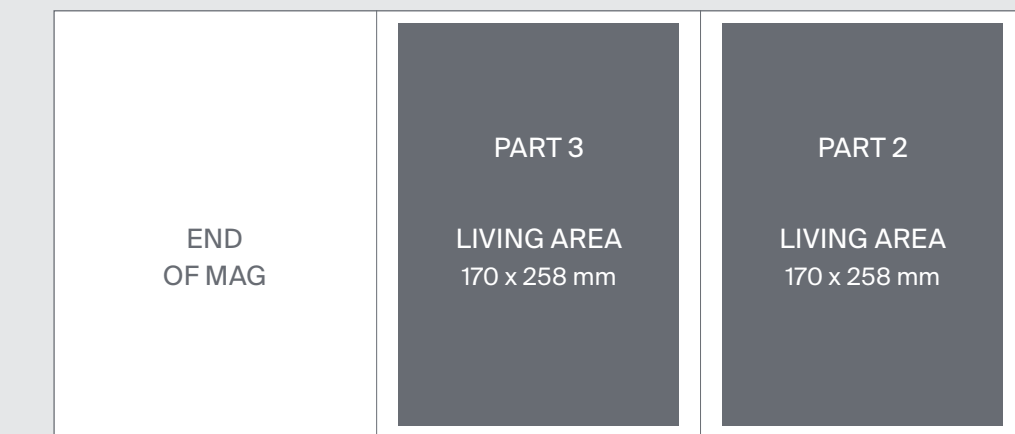 END
OF MAG
PART 3
LIVING AREA
170 x 258 mm
PART 2
LIVING AREA
170 x 258 mm